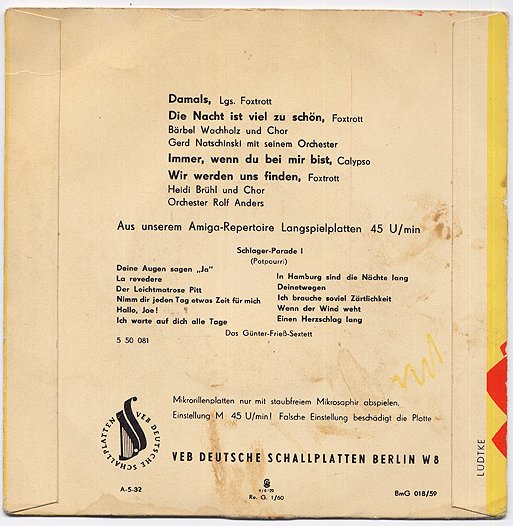 Damals, Lgs. Foxtrott
Die Nacht ist viel zu schön, Foxtrott
Bärbel Wachholz und Chor
Gerd Natschinski mit seinem Orchester
Immer, wenn du bei mir bist, Calypso
Wir werden uns finden, Foxtrott
Heidi Brühl und Chor
Orchester Rolf Anders
Aus unserem Amiga-Repertoire Langspielplatten 45 U/min
Schlager-Parade I
(Potpourri)
Deine Augen sagen „Ja"
La revedere
Der Leichtmatrose Pitt
Nimm dir jeden Tag etwas Zeit für mich
Hallo, Joe!
Ich warte auf dich alle Tage
In Hamburg sind die Nächte lang
Deinetwegen
Ich brauche soviel Zärtlichkeit
Wenn der Wind weht
Einen Herzschlag lang
Das Günter-Frieß-Sextett
5 50 081
Mikrorillenplatten nur mit staubfreiem Mikrosaphir abspielen.
Einstellung M 45 U/min! Falsche Einstellung beschädigt die Platte
VEB DEUTSCHE SCHALLPLATTEN
VEB DEUTSCHE SCHALLPLATTEN BERLIN W 8
A-5-32
Re. G. 1/60
BmG 018/59
LÜDTKE